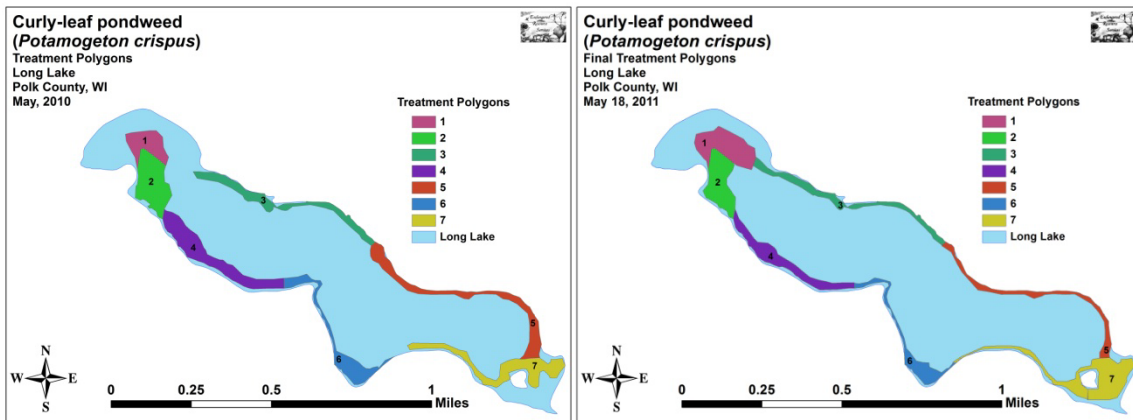 Curly-leaf pondweed
(Potamogeton crispus)
Treatment Polygons
Long Lake
Polk County, WI
May, 2010
Treatment Polygons
1
2
3
4
5
6
7
Long Lake
1
2
3
4
5
6
7
N
W E
S
0 0.25 0.5 1
Miles
Curly-leaf pondweed
(Potamogeton crispus)
Final Treatment Polygons
Long Lake
Polk County, WI
May 18, 2011
Treatment Polygons
1
2
3
4
5
6
7
Long Lake
1
2
3
4
5
6
7
N
W E
S
0 0.25 0.5 1
Miles